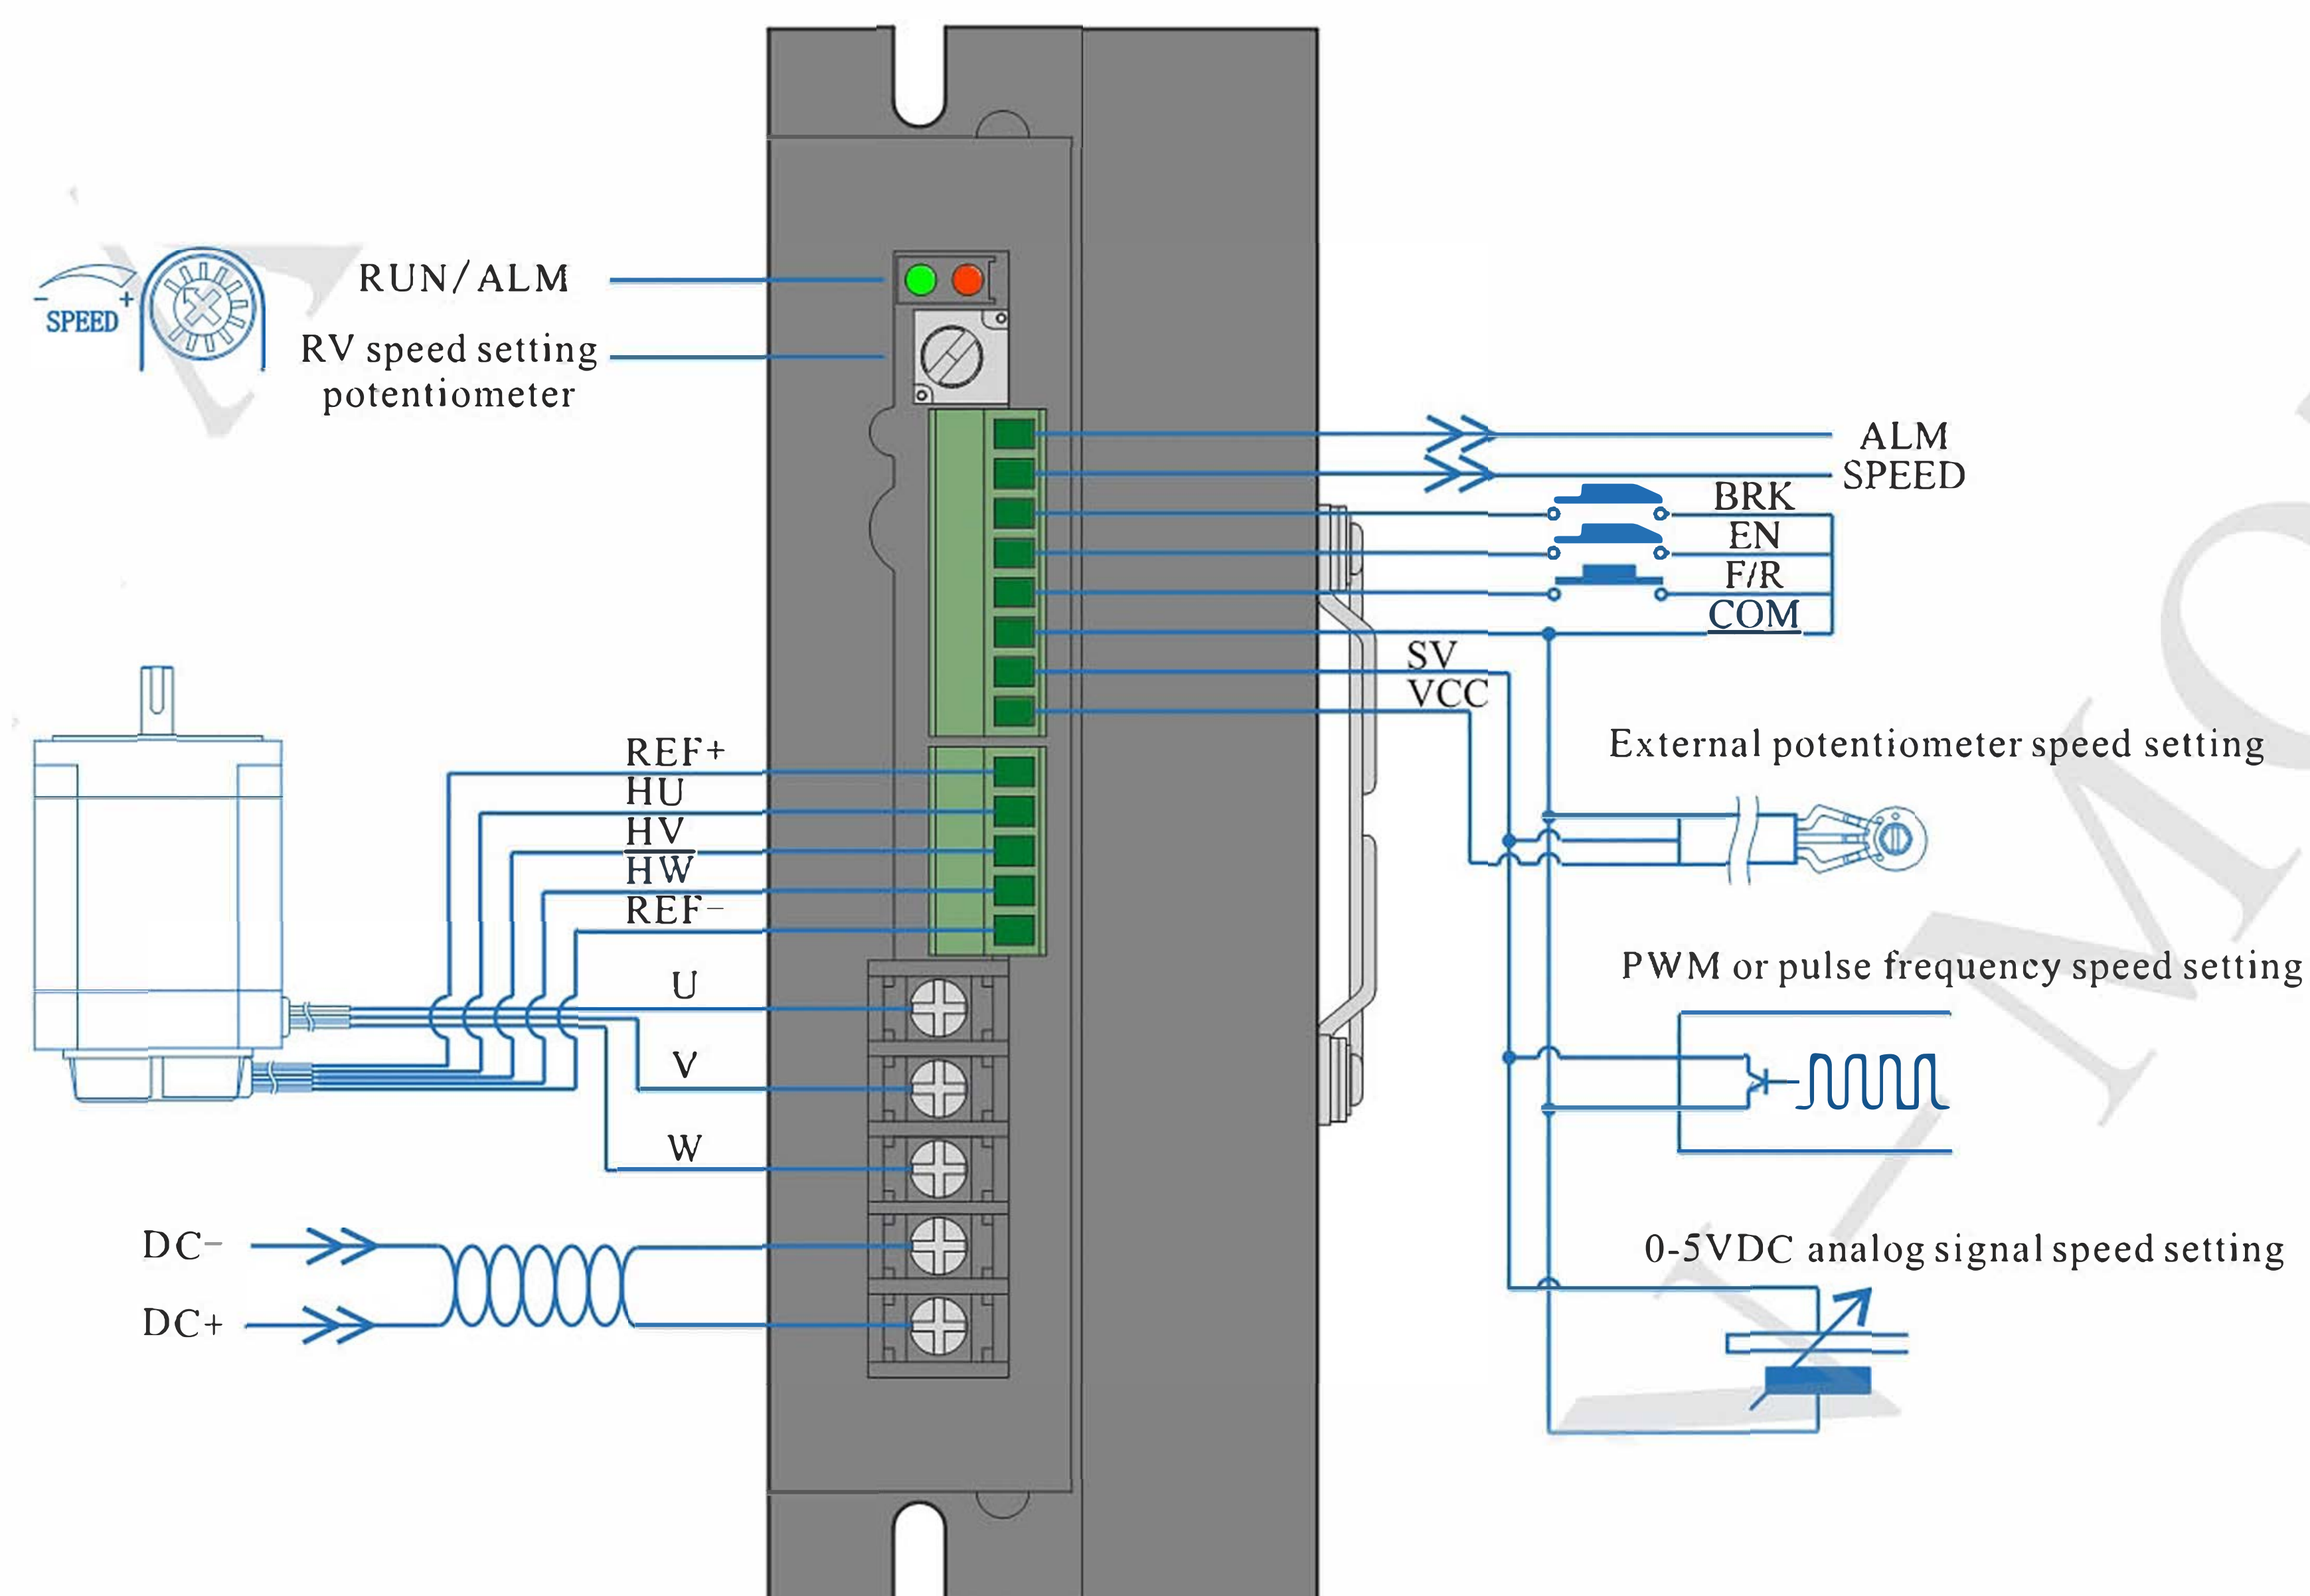 RUN/ALM
- +
SPEED
RV speed setting
potentiometer
ALM
SPEED
BRK
EN
F/R
COM
SV
VCC
REF+
HU
HV
HW
REF-
U
V
W
DC-
DC+
External potentiometer speed setting
PWM or pulse frequency speed setting
0-5VDC analog signal speed setting